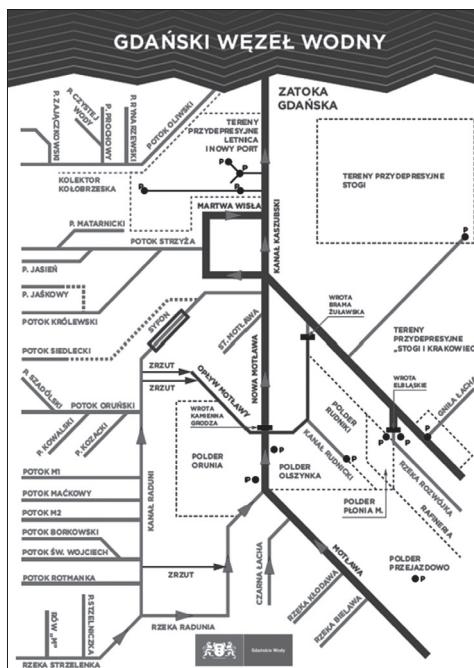 GDAŃSKI WĘZEŁ WODNY
ZATOKA
GDAŃSKA
P. ZAJĄCZKOWSKI
P. CZYSTEJ
WODY
P. PROCHOWY
P. RYNARZEWSKI
POTOK OLIWSKI
TERENY
PRZYDEPRESYJNE
LETNICA
I NOWY PORT
P
P
P
P
KOLEKTOR
KOŁOBRZESKA
TERENY PRZYDEPRESYJNE
STOGI
P
MARTWA WISŁA
KANAŁ KASZUBSKI
P. MATARNICKI
POTOK STRZYŻA
P. JASIEŃ
P. JAŚKOWY
POTOK KRÓLEWSKI
SYFON
ST. MOTŁAWA
WROTA
BRAMA
ŻUŁAWSKA
TERENY
PRZYDEPRESYJNE
„STOGI I KRAKOWIEC
POTOK SIEDLECKI
ZRZUT
ZRZUT
OPŁYW MOTŁAWY
NOWA MOTŁAWA
WROTA
ELBLĄSKIE
GNIŁA ŁACHA
P. SZADÓLSKI
POTOK ORUŃSKI
P. KOWALSKI
P. KOZACKI
WROTA
KAMIENNA
GRODZA
POLDER
RUDNIKI
P
P
P
RZEKA ROZWÓJKA
POLDER
ORUNIA
P
P
POLDER
OLSZYNKA
KANAŁ RUDNICKI
P
POLDER
PŁONIA M.
RAFINERIA
POTOK M1
POTOK MAĆKOWY
POTOK M2
POTOK BORKOWSKI
POTOK ŚW. WOJCIECH
POTOK ROTMANKA
KANAŁ RADUNI
ZRZUT
CZARNA ŁACHA
MOTŁAWA
POLDER
PRZEJAZDOWO
P
RZEKA KŁODAWA
RZEKA BIELAWA
RÓW „M"
P. STRZELNICZKA
RZEKA STRZELENKA
RZEKA RADUNIA
Gdańskie Wody